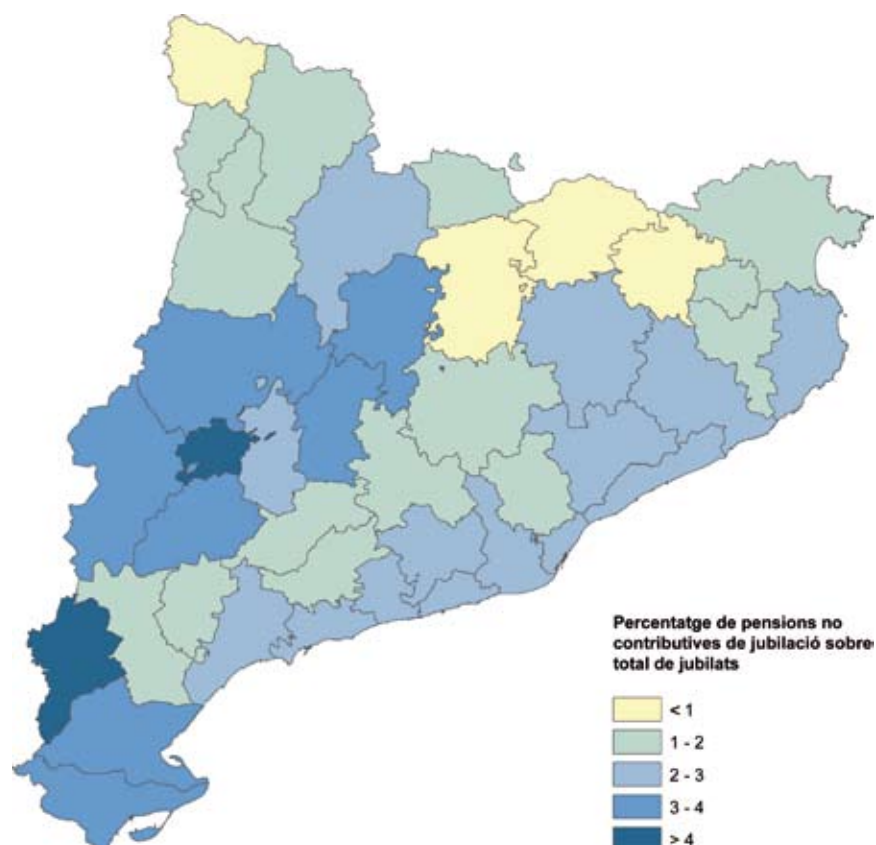 Percentatge de pensions no
contributives de jubilació sobre
total de jubilats
< 1
1 - 2
2 - 3
3 - 4
> 4